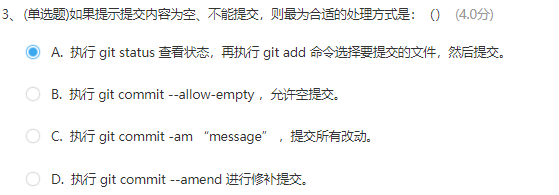 3、(单选题)如果提示提交内容为空、不能提交，则最为合适的处理方式是：（） (4.0分)
A. 执行 git status 查看状态，再执行 git add 命令选择要提交的文件，然后提交。
B. 执行 git commit --allow-empty ，允许空提交。
C. 执行 git commit -am “message” ，提交所有改动。
D. 执行 git commit --amend 进行修补提交。